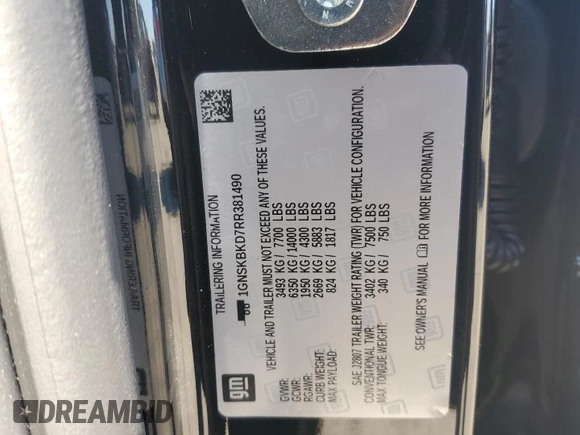 TRAILERING INFORMATION
1GNSKBKD7RR381490
VEHICLE AND TRAILER MUST NOT EXCEED ANY OF THESE VALUES.
GVWR: 3493 KG / 7700 LBS
GCWR: 6350 KG / 14000 LBS
RGAWR: 1950 KG / 4300 LBS
CURB WEIGHT: 2669 KG / 5883 LBS
MAX PAYLOAD: 824 KG / 1817 LBS
SAE J2807 TRAILER WEIGHT RATING (TWR) FOR VEHICLE CONFIGURATION.
CONVENTIONAL TWR: 3402 KG / 7500 LBS
MAX TONGUE WEIGHT: 340 KG / 750 LBS
SEE OWNER'S MANUAL FOR MORE INFORMATION
gm
DREAMBID